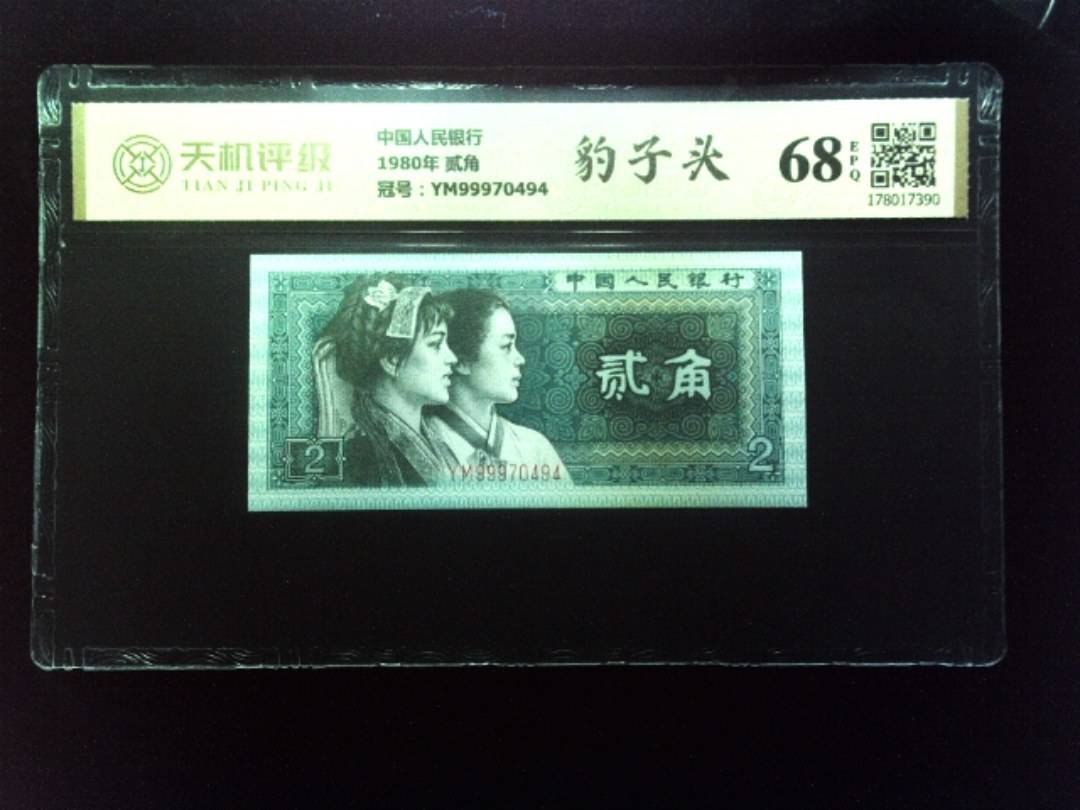 天机评级
TIAN JI PING JI
中国人民银行
1980年 贰角
冠号：YM99970494
豹子头
68
EPQ
178017390
中国人民银行
贰角
2
2
YM99970494